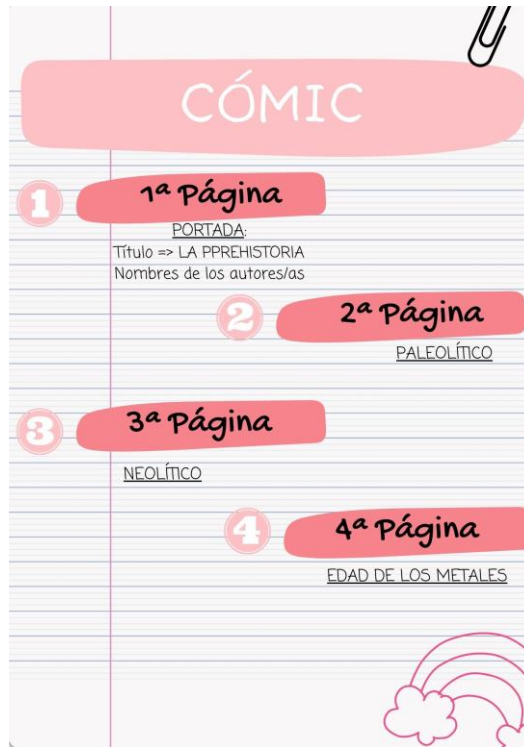 CÓMIC
1
1ª Página
PORTADA:
Título => LA PPREHISTORIA
Nombres de los autores/as
2
2ª Página
PALEOLÍTICO
3
3ª Página
NEOLÍTICO
4
4ª Página
EDAD DE LOS METALES